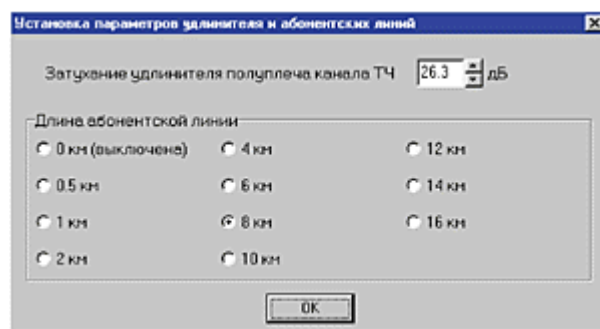 Установка параметров удлинителя и абонентских линий
Затухание удлинителя полуплеча канала ТЧ 26.3 дБ
Длина абонентской линии
0 км (выключена) 4 км 12 км
0.5 км 6 км 14 км
1 км 8 км 16 км
2 км 10 км
OK